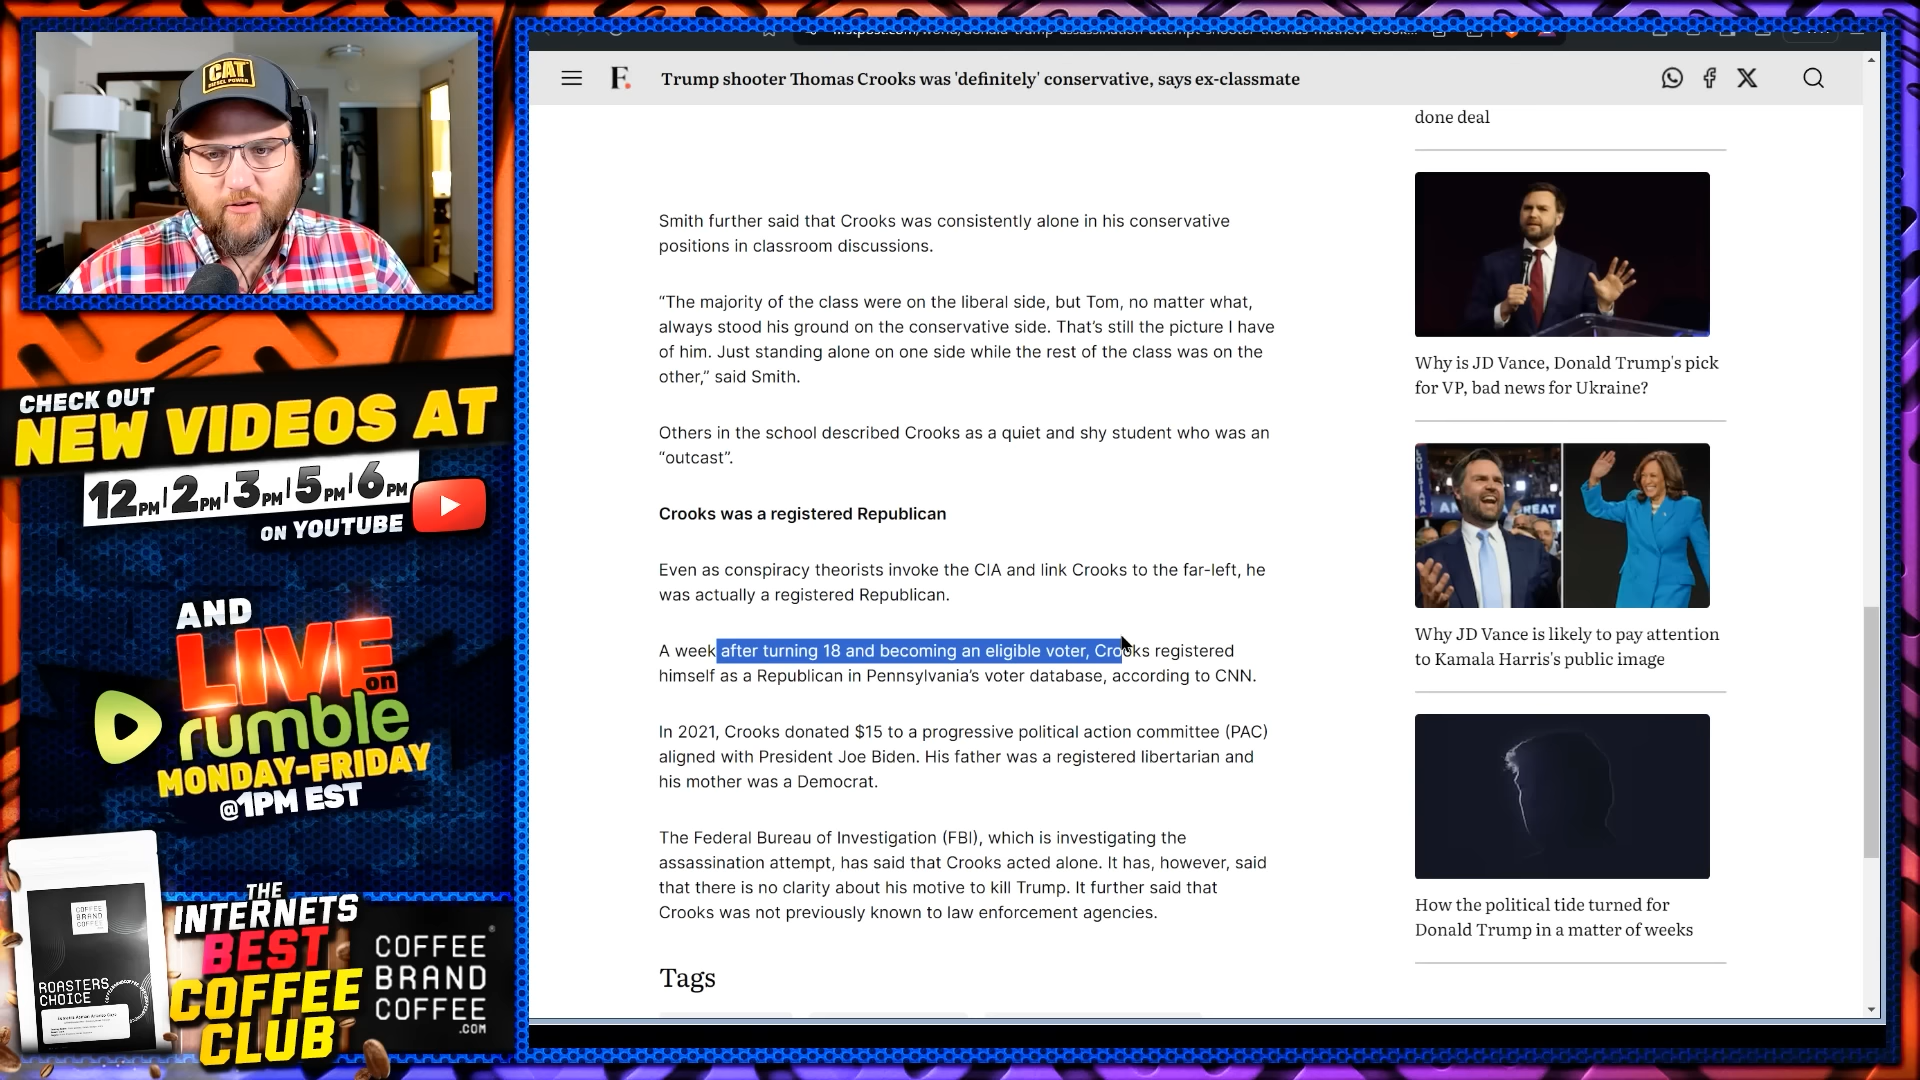 CAT
DIESEL POWER
CHECK OUT
NEW VIDEOS AT
12PM | 2PM | 3PM | 5PM | 6PM
ON YOUTUBE
AND
LIVE
on
rumble
MONDAY-FRIDAY
@1PM EST
COFFEE
BRAND
COFFEE
ROASTERS
CHOICE
THE
INTERNETS
BEST
COFFEE
CLUB
COFFEE
BRAND
COFFEE
.COM
F.
Trump shooter Thomas Crooks was 'definitely' conservative, says ex-classmate
Smith further said that Crooks was consistently alone in his conservative
positions in classroom discussions.
“The majority of the class were on the liberal side, but Tom, no matter what,
always stood his ground on the conservative side. That’s still the picture I have
of him. Just standing alone on one side while the rest of the class was on the
other,” said Smith.
Others in the school described Crooks as a quiet and shy student who was an
“outcast”.
Crooks was a registered Republican
Even as conspiracy theorists invoke the CIA and link Crooks to the far-left, he
was actually a registered Republican.
A week after turning 18 and becoming an eligible voter, Crooks registered
himself as a Republican in Pennsylvania’s voter database, according to CNN.
In 2021, Crooks donated $15 to a progressive political action committee (PAC)
aligned with President Joe Biden. His father was a registered libertarian and
his mother was a Democrat.
The Federal Bureau of Investigation (FBI), which is investigating the
assassination attempt, has said that Crooks acted alone. It has, however, said
that there is no clarity about his motive to kill Trump. It further said that
Crooks was not previously known to law enforcement agencies.
Tags
done deal
Why is JD Vance, Donald Trump's pick
for VP, bad news for Ukraine?
LOUISIANA
Why JD Vance is likely to pay attention
to Kamala Harris's public image
How the political tide turned for
Donald Trump in a matter of weeks